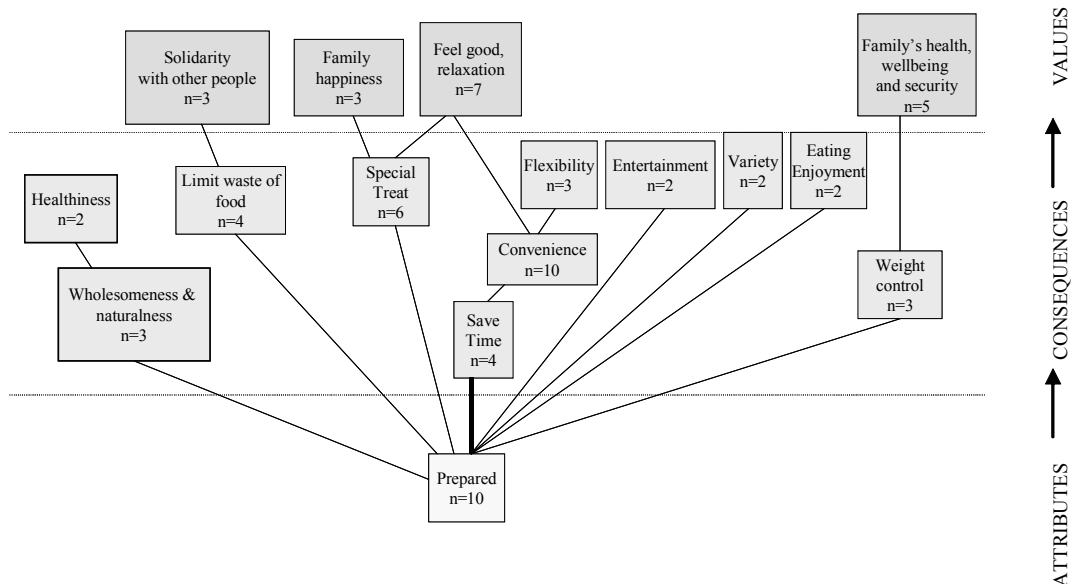 Solidarity
with other people
n=3
Family
happiness
n=3
Feel good,
relaxation
n=7
Family’s health,
wellbeing
and security
n=5
VALUES
Healthiness
n=2
Limit waste of
food
n=4
Special
Treat
n=6
Flexibility
n=3
Entertainment
n=2
Variety
n=2
Eating
Enjoyment
n=2
Convenience
n=10
Wholesomeness &
naturalness
n=3
Save
Time
n=4
Weight
control
n=3
CONSEQUENCES
Prepared
n=10
ATTRIBUTES